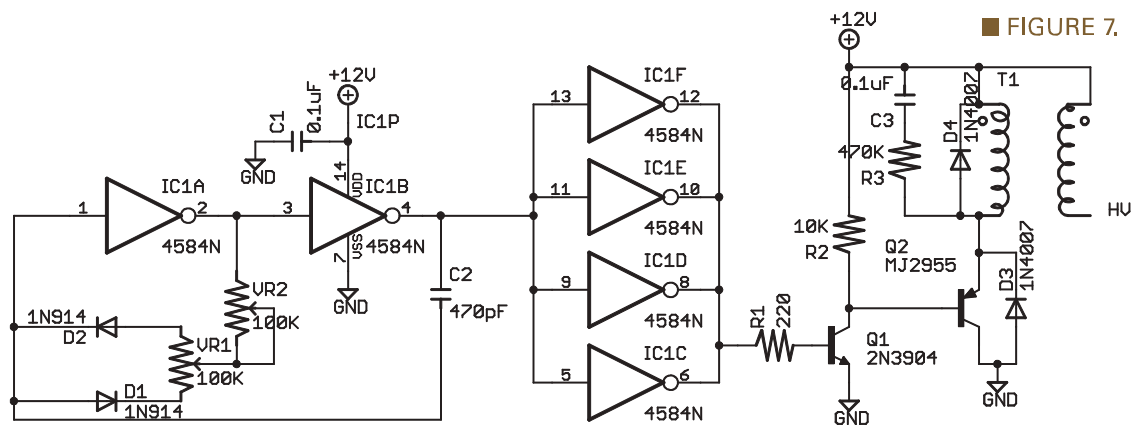 FIGURE 7.
+12V
+12V
C1
0.1uF
IC1P
GND
14
VDD
IC1A
1
2
3
IC1B
4
4584N
4584N
VSS
7
GND
IC1F
13
12
4584N
IC1E
11
10
4584N
IC1D
9
8
4584N
IC1C
5
6
4584N
C2
470pF
VR2
100K
1N914
D2
VR1
100K
D1
1N914
0.1uF
C3
470K
R3
D4
1N4007
T1
HV
10K
R2
Q2
MJ2955
D3
1N4007
R1
220
Q1
2N3904
GND
GND